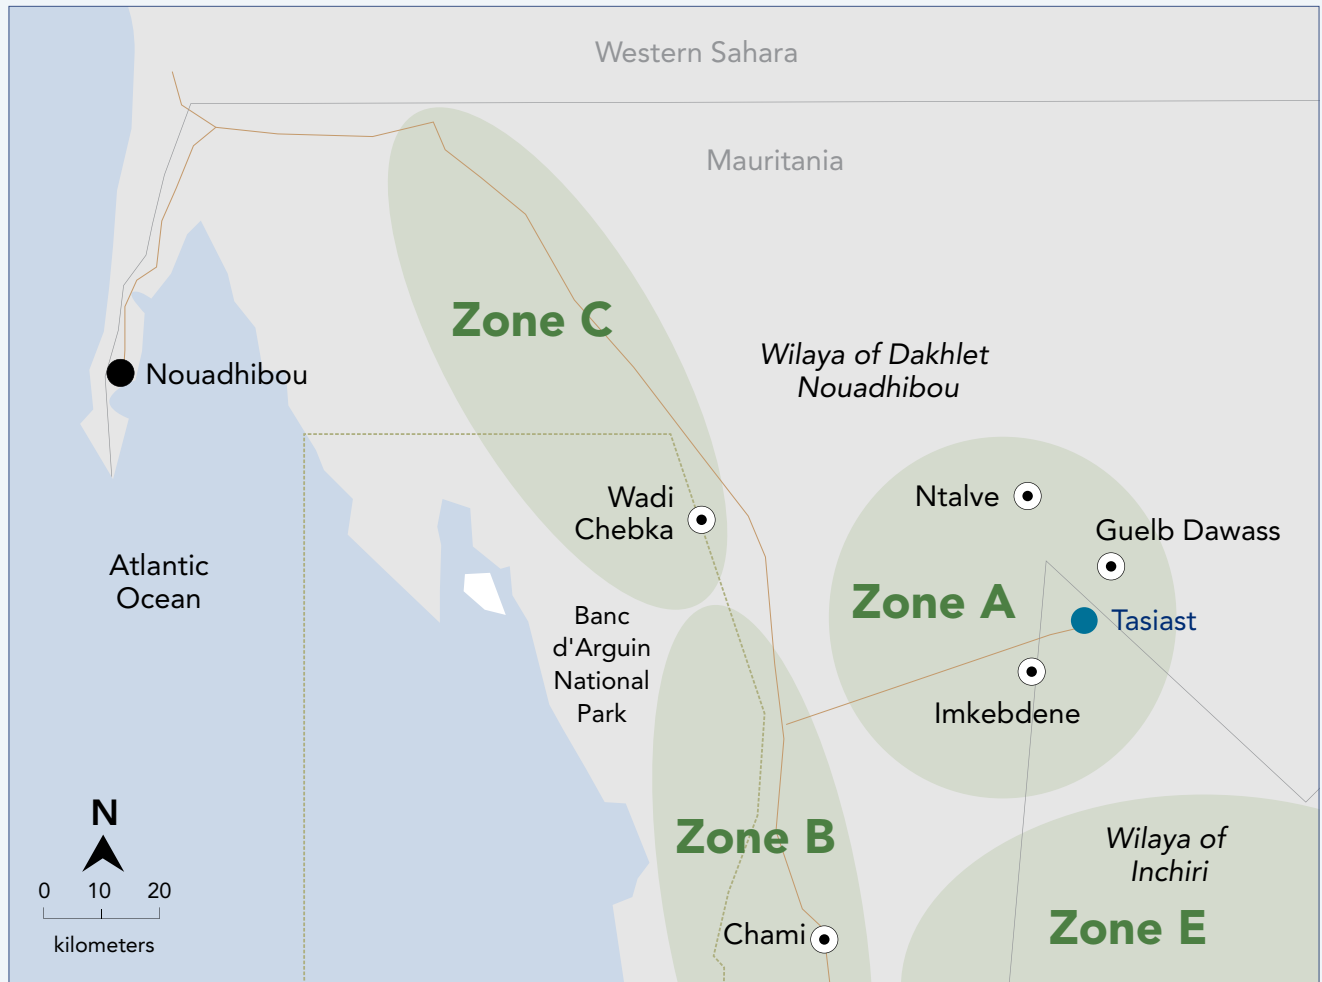 Western Sahara
Mauritania
Zone C
Wilaya of Dakhlet
Nouadhibou
Nouadhibou
Wadi
Chebka
Ntalve
Guelb Dawass
Atlantic
Ocean
Zone A
Tasiast
Banc
d'Arguin
National
Park
Imkebdene
N
Zone B
Wilaya of
Inchiri
0 10 20
kilometers
Chami
Zone E